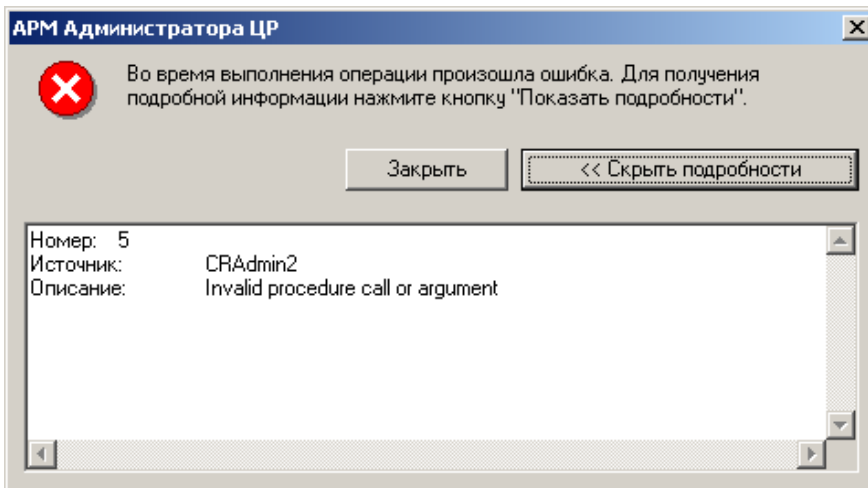 АРМ Администратора ЦР
Во время выполнения операции произошла ошибка. Для получения
подробной информации нажмите кнопку "Показать подробности".
Закрыть << Скрыть подробности
Номер: 5
Источник: CRAdmin2
Описание: Invalid procedure call or argument